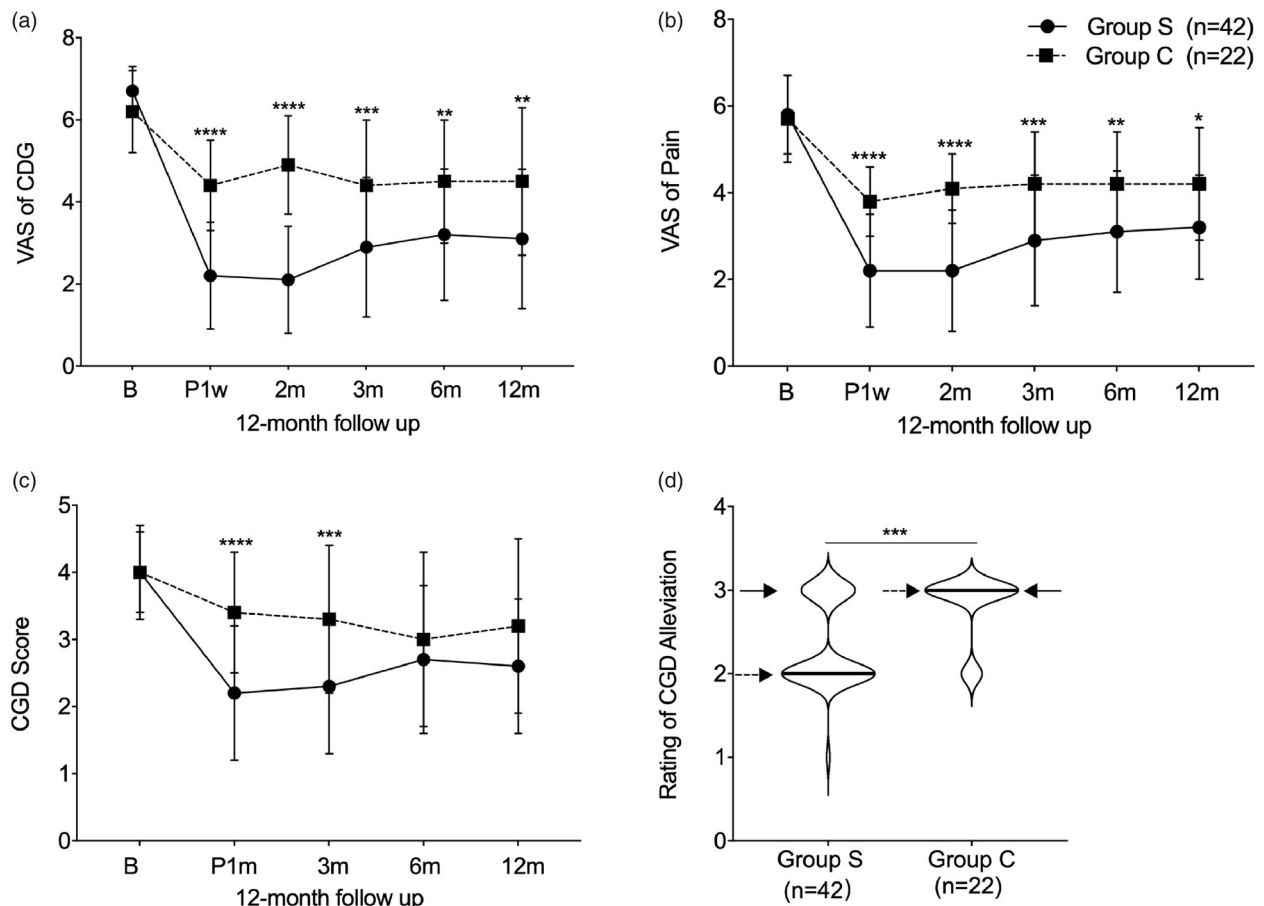 (a)
8
6
4
2
0
VAS of CDG
****
****
***
**
**
B P1w 2m 3m 6m 12m
12-month follow up
(b)
Group S (n=42)
Group C (n=22)
8
6
4
2
0
VAS of Pain
****
****
***
**
*
B P1w 2m 3m 6m 12m
12-month follow up
(c)
5
4
3
2
1
0
CGD Score
****
***
B P1m 3m 6m 12m
12-month follow up
(d)
4
3
2
1
0
Rating of CGD Alleviation
***
Group S Group C
(n=42) (n=22)